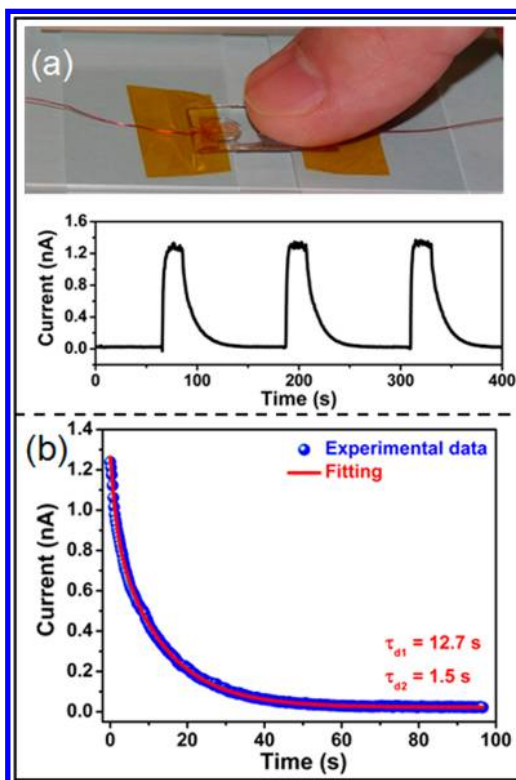 (a)
Current (nA)
1.6
1.2
0.8
0.4
0.0
0 100 200 300 400
Time (s)
(b)
Current (nA)
1.4
1.2
1.0
0.8
0.6
0.4
0.2
0.0
Experimental data
Fitting
τd1 = 12.7 s
τd2 = 1.5 s
0 20 40 60 80 100
Time (s)